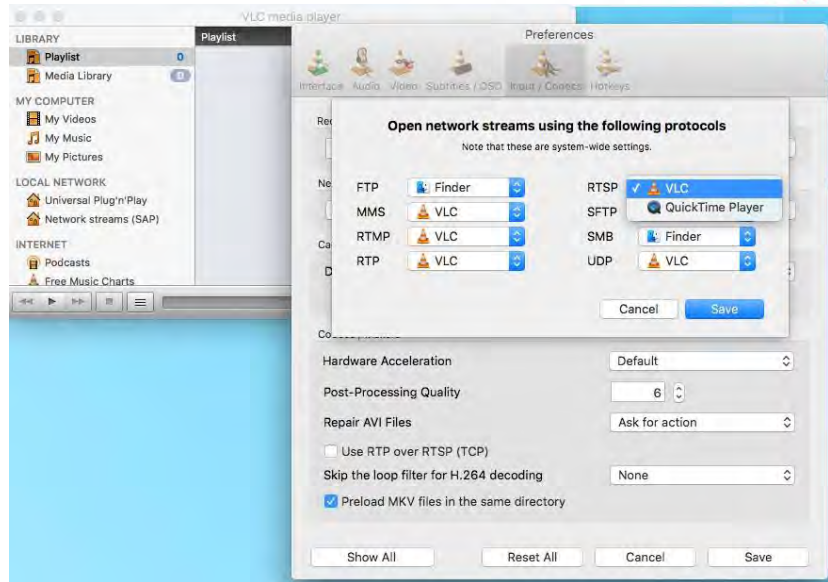 VLC media player
LIBRARY
Playlist 0
Media Library 0
MY COMPUTER
My Videos
My Music
My Pictures
LOCAL NETWORK
Universal Plug'n'Play
Network streams (SAP)
INTERNET
Podcasts
Free Music Charts
Playlist
Preferences
Interface Audio Video Subtitles / OSD Input / Codecs Hotkeys
Open network streams using the following protocols
Note that these are system-wide settings.
FTP Finder
MMS VLC
RTMP VLC
RTP VLC
RTSP ✓ VLC
QuickTime Player
SFTP
SMB Finder
UDP VLC
Cancel Save
Hardware Acceleration Default
Post-Processing Quality 6
Repair AVI Files Ask for action
Use RTP over RTSP (TCP)
Skip the loop filter for H.264 decoding None
Preload MKV files in the same directory
Show All Reset All Cancel Save